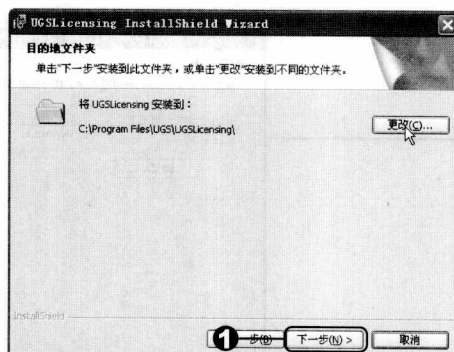 UGSLicensing InstallShield Wizard
目的地文件夹
单击"下一步"安装到此文件夹，或单击"更改"安装到不同的文件夹。
将 UGSLicensing 安装到：
C:\Program Files\UGS\UGSLicensing\
更改(C)...
InstallShield
1 步(B) 下一步(N) > 取消